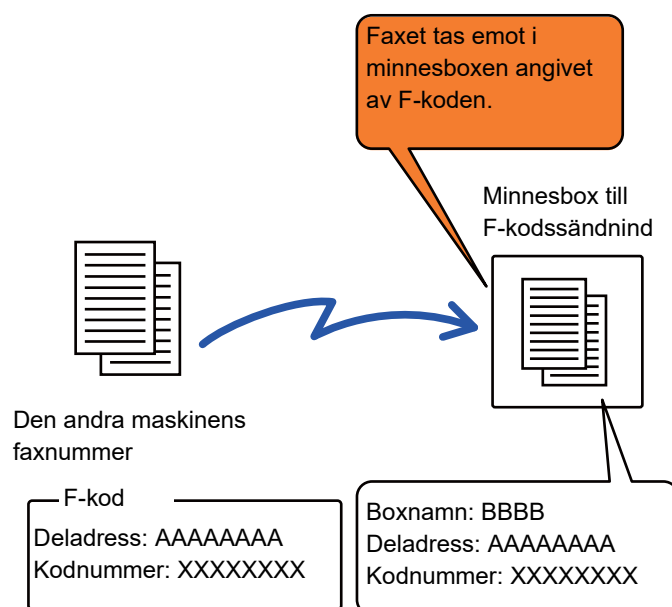 Faxet tas emot i
minnesboxen angivet
av F-koden.
Minnesbox till
F-kodssändnind
Den andra maskinens
faxnummer
F-kod
Deladress: AAAAAAAA
Kodnummer: XXXXXXXX
Boxnamn: BBBB
Deladress: AAAAAAAA
Kodnummer: XXXXXXXX